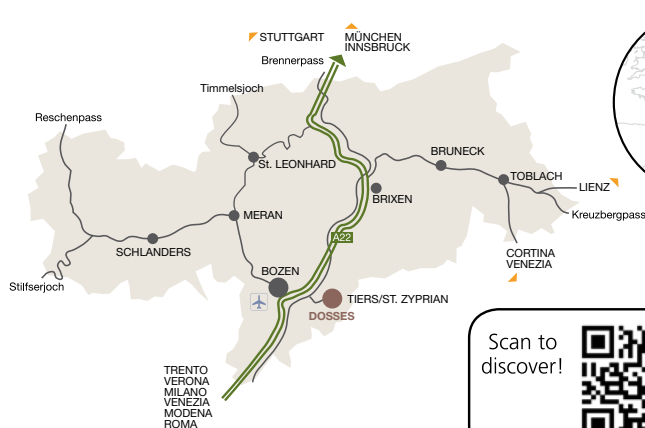 STUTTGART
MÜNCHEN
INNSBRUCK
Brennerpass
Timmelsjoch
Reschenpass
St. LEONHARD
BRUNECK
TOBLACH
LIENZ
BRIXEN
Kreuzbergpass
MERAN
A22
SCHLANDERS
CORTINA
VENEZIA
BOZEN
Stilfserjoch
TIERS/ST. ZYPRIAN
DOSSES
Scan to
discover!
TRENTO
VERONA
MILANO
VENEZIA
MODENA
ROMA